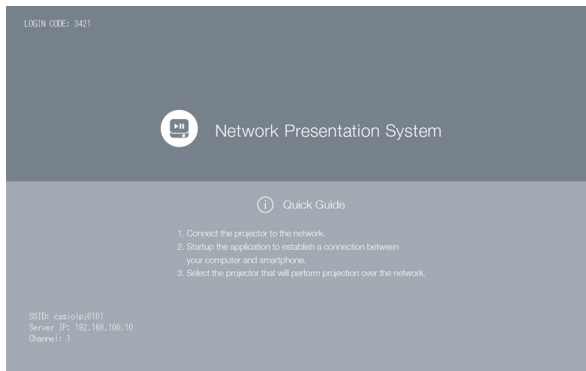 LOGIN CODE: 3421
Network Presentation System
Quick Guide
1. Connect the projector to the network.
2. Startup the application to establish a connection between
your computer and smartphone.
3. Select the projector that will perform projection over the network.
SSID: casiolpj0101
Server IP: 192.168.100.10
Channel: 1